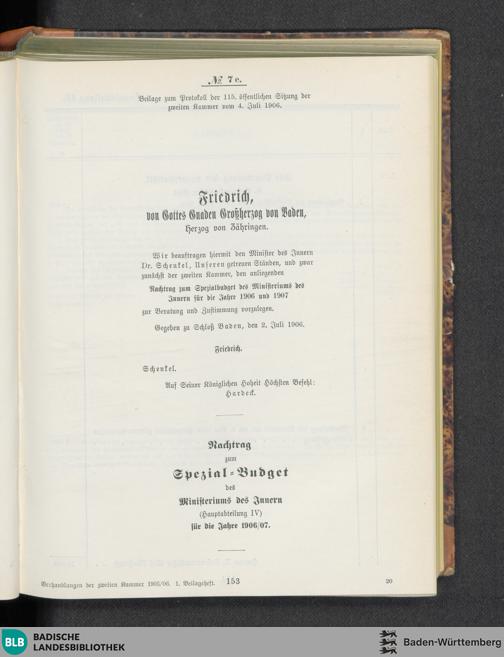 № 7e.
Beilage zum Protokoll der 115. öffentlichen Sitzung der
zweiten Kammer vom 4. Juli 1906.
Friedrich,
von Gottes Gnaden Großherzog von Baden,
Herzog von Zähringen.
Wir beauftragen hiermit den Minister des Innern
Dr. Schenkel, Unseren getreuen Ständen, und zwar
zunächst der zweiten Kammer, den anliegenden
Nachtrag zum Spezialbudget des Ministeriums des
Innern für die Jahre 1906 und 1907
zur Beratung und Zustimmung vorzulegen.
Gegeben zu Schloß Baden, den 2. Juli 1906.
Friedrich.
Schenkel.
Auf Seiner Königlichen Hoheit Höchsten Befehl:
Hardeck.
Nachtrag
zum
Spezial-Budget
des
Ministeriums des Innern
(Hauptabteilung IV)
für die Jahre 1906/07.
Verhandlungen der zweiten Kammer 1905/06. 1. Beilagenheft. 153 20
BLB BADISCHE
LANDESBIBLIOTHEK
Baden-Württemberg